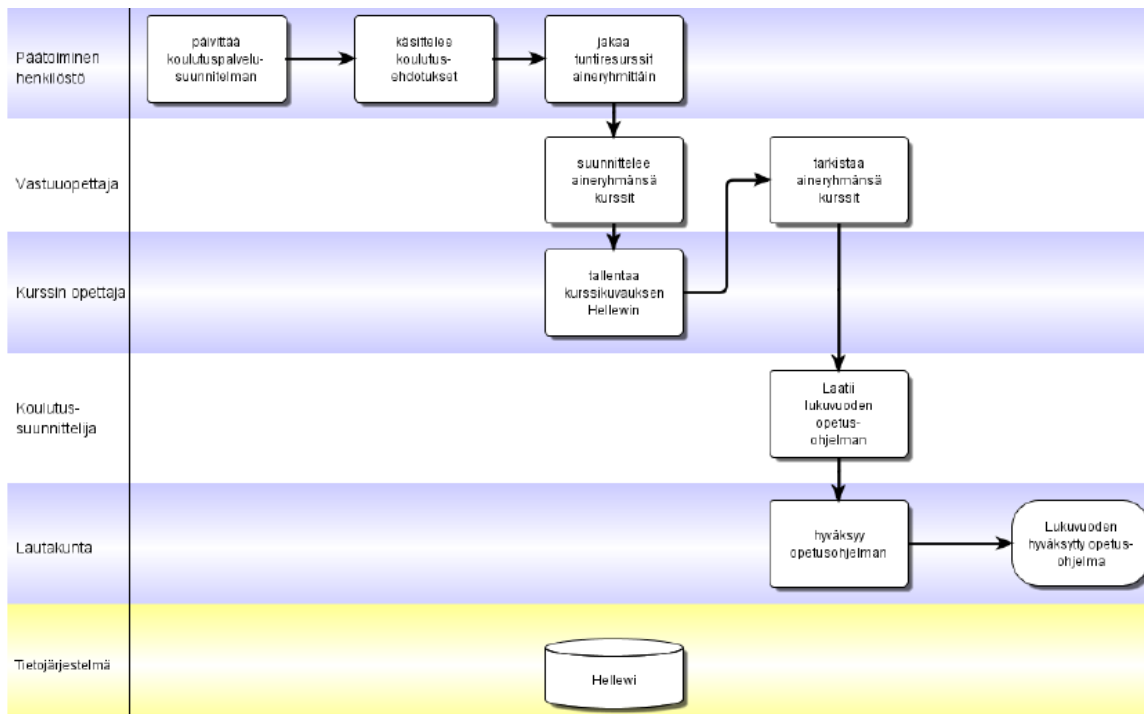 Päätoiminen
henkilöstö
päivittää
koulutuspalvelu-
suunnitelman
käsittelee
koulutus-
ehdotukset
jakaa
tuntiresurssit
aineryhmittäin
Vastuuopettaja
suunnittelee
aineryhmänsä
kurssit
tarkistaa
aineryhmänsä
kurssit
Kurssin opettaja
tallentaa
kurssikuvauksen
Hellewin
Koulutus-
suunnittelija
Laatii
lukuvuoden
opetus-
ohjelman
Lautakunta
hyväksyy
opetusohjelman
Lukuvuoden
hyväksytty opetus-
ohjelma
Tietojärjestelmä
Hellewi